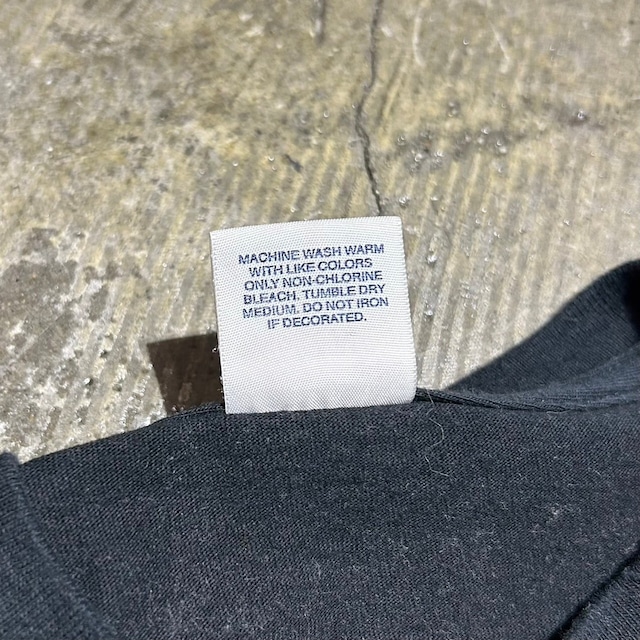 MACHINE WASH WARM
WITH LIKE COLORS
ONLY NON-CHLORINE
BLEACH. TUMBLE DRY
MEDIUM. DO NOT IRON
IF DECORATED.